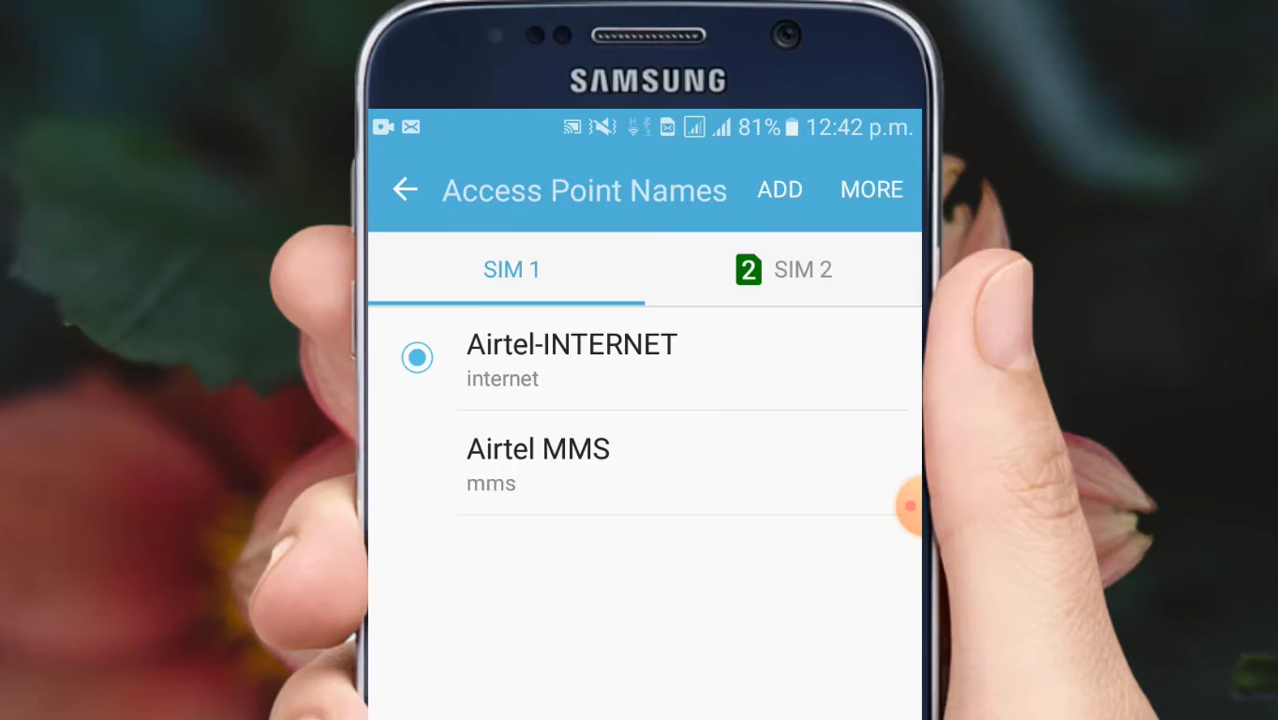 SAMSUNG
81% 12:42 p.m.
Access Point Names ADD MORE
SIM 1 2 SIM 2
Airtel-INTERNET
internet
Airtel MMS
mms